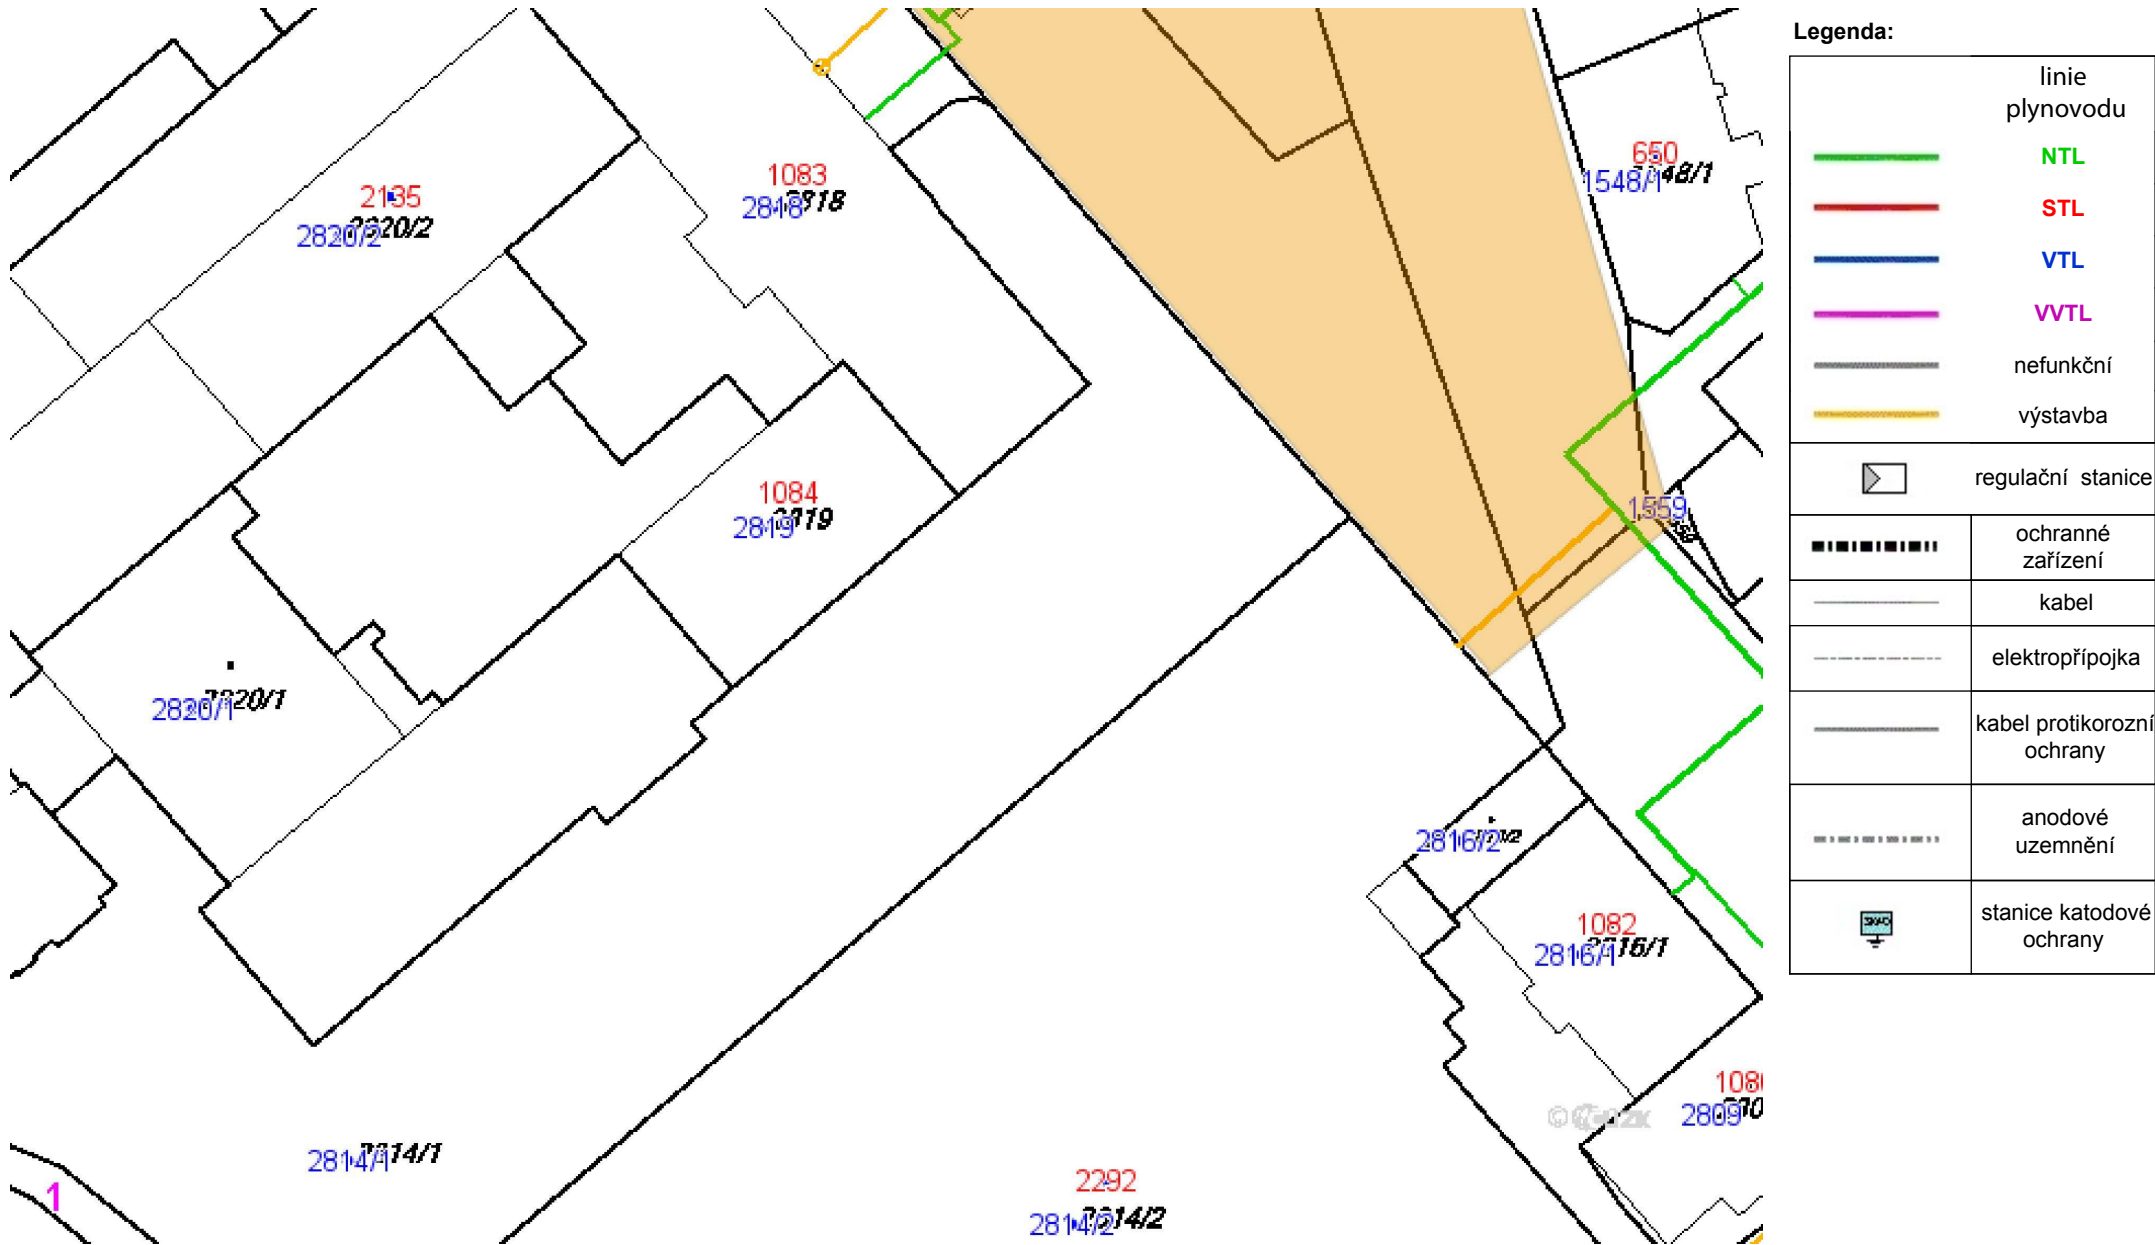 Legenda:
linie
plynovodu
NTL
STL
VTL
VVTL
nefunkční
výstavba
regulační stanice
ochranné
zařízení
kabel
elektropřípojka
kabel protikorozní
ochrany
anodové
uzemnění
stanice katodové
ochrany
2135
2820/2
1083
2818
650
1548/1
1084
2819
1559
2820/1
2816/2
1082
2816/1
2809
2814/1
1
2292
2814/2